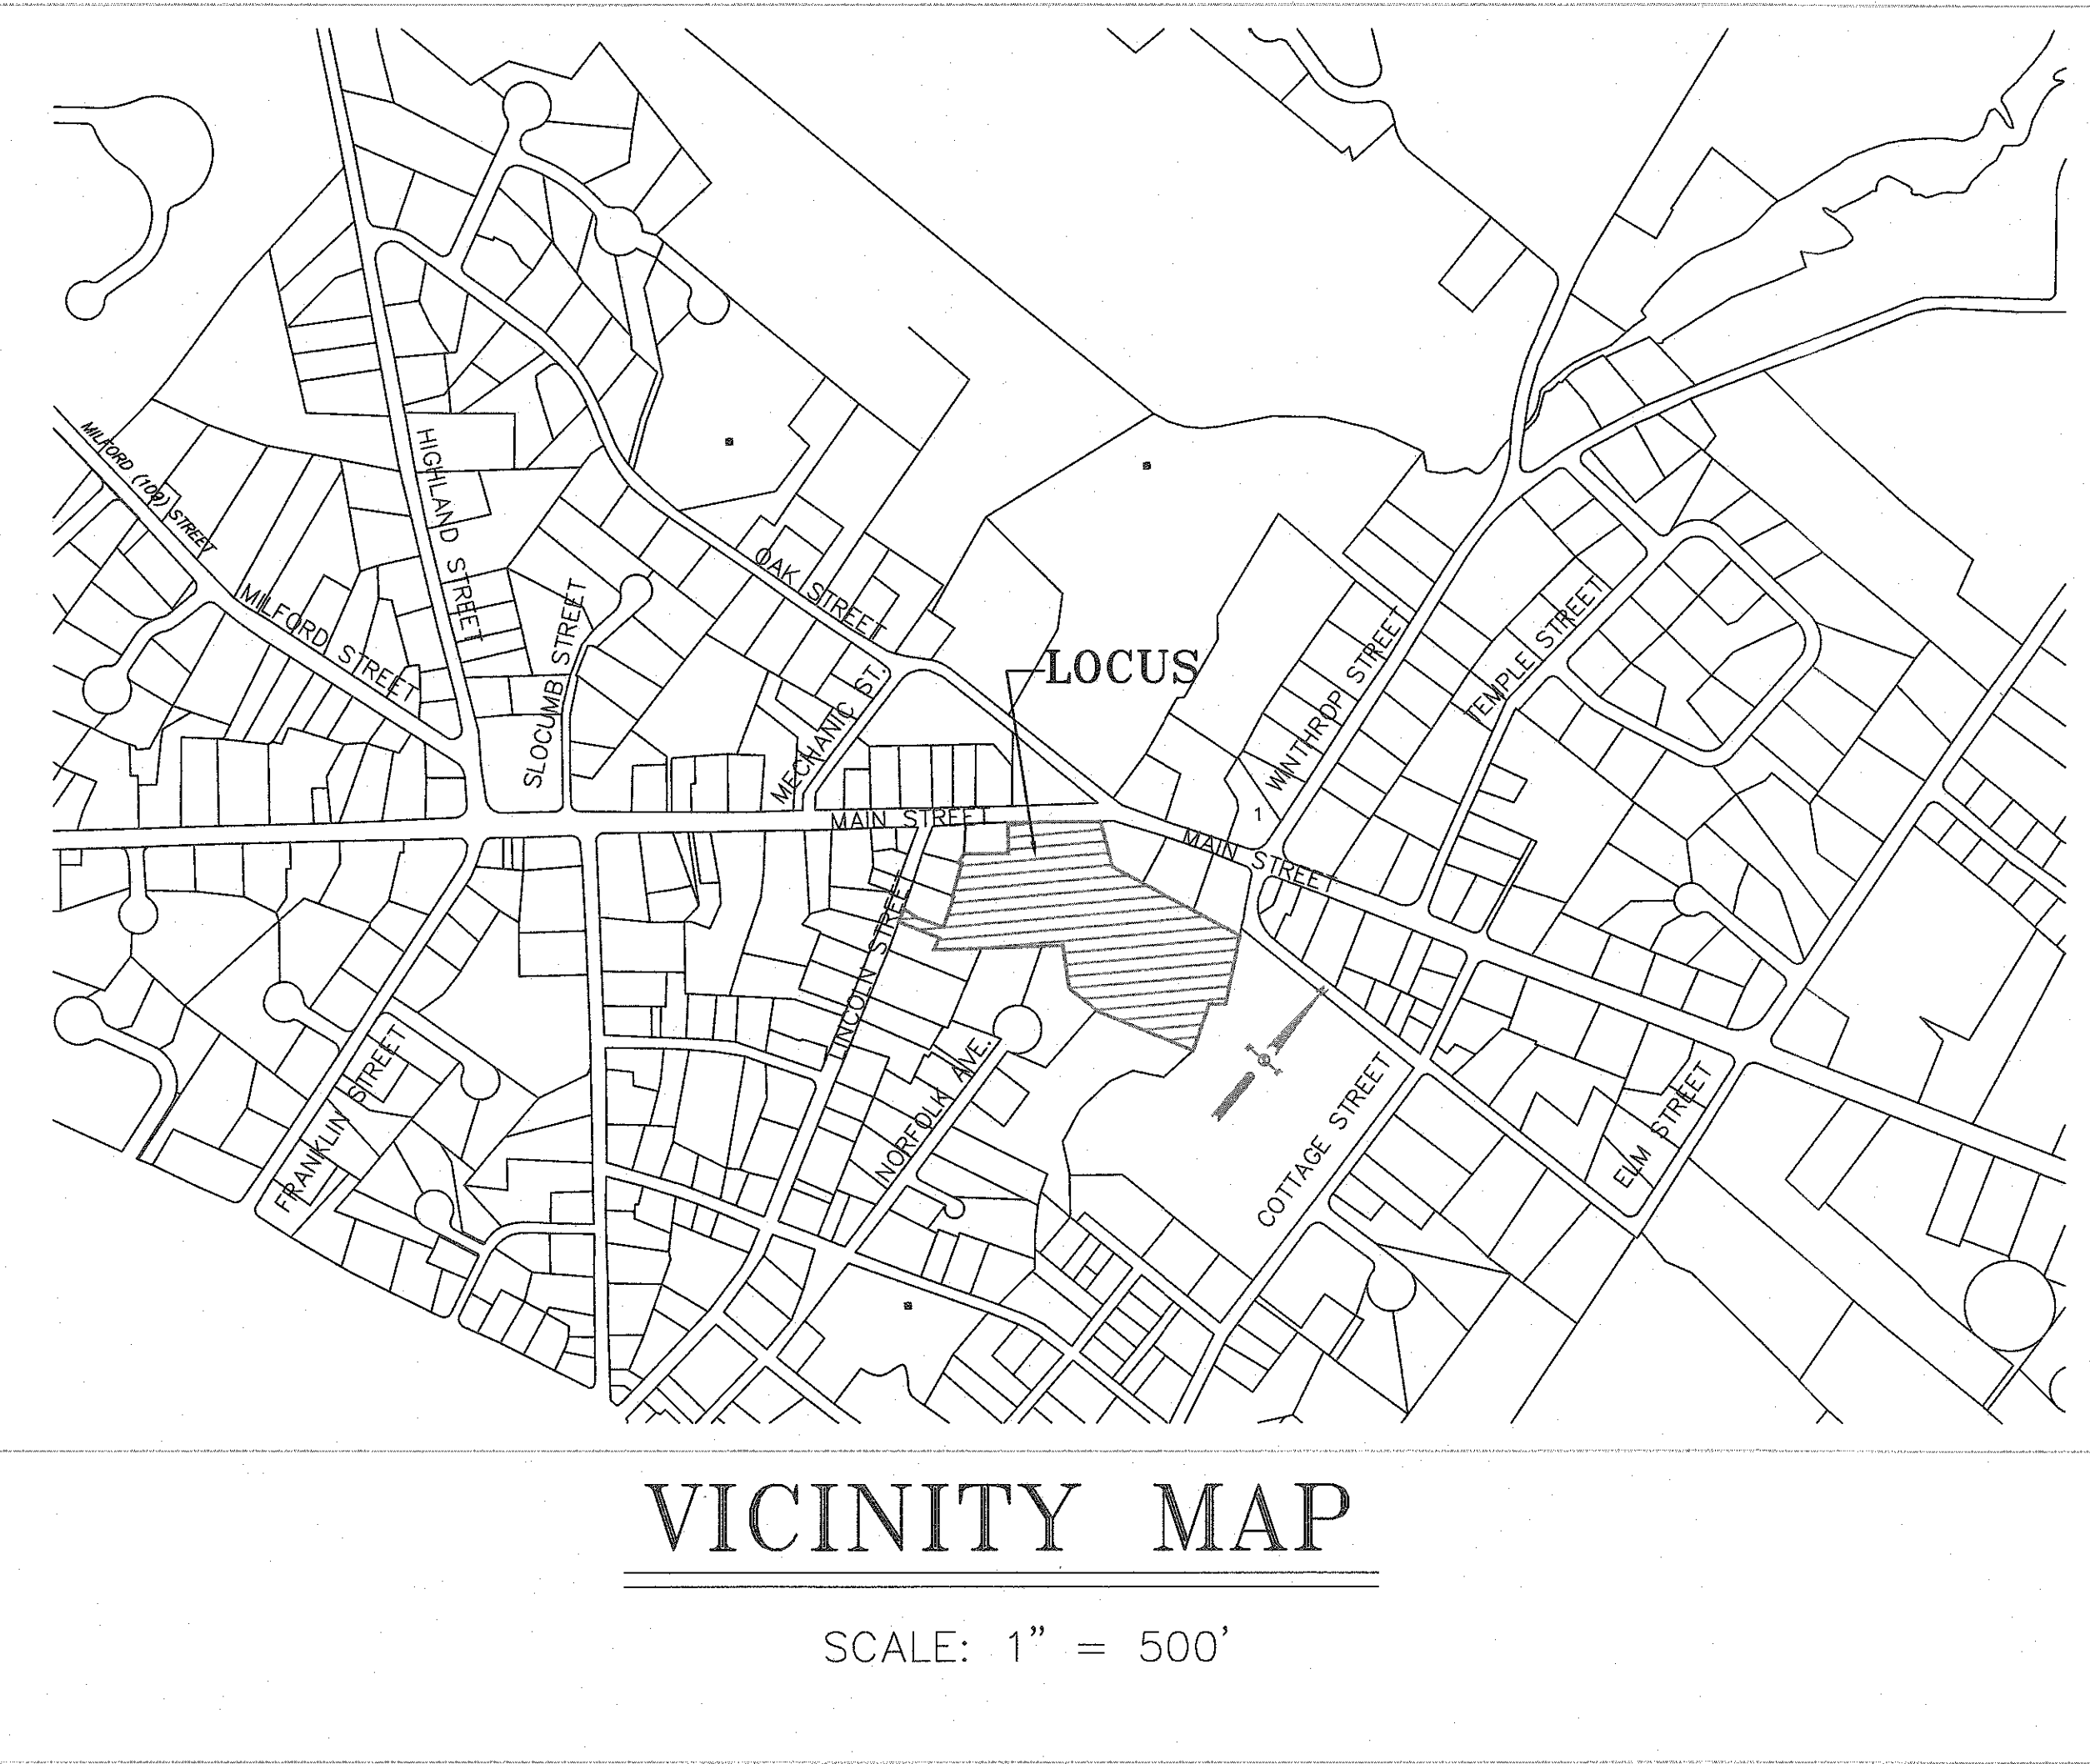 HIGHLAND STREET
MILFORD (109) STREET
MILFORD STREET
SLOCUMB STREET
OAK STREET
MECHANIC ST.
LOCUS
WINTHROP STREET
TEMPLE STREET
1
MAIN STREET
MAIN STREET
LINCOLN STREET
NORFOLK AVE.
FRANKLIN STREET
COTTAGE STREET
ELM STREET
VICINITY MAP
SCALE: 1" = 500'